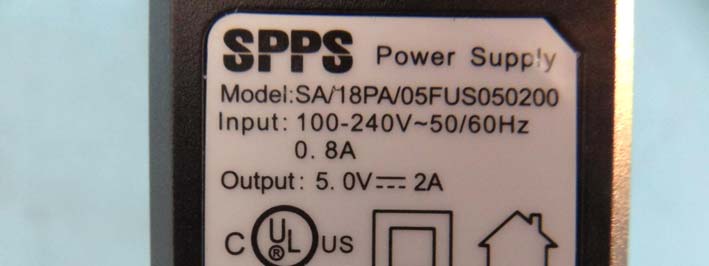 SPPS Power Supply
Model:SA/18PA/05FUS050200
Input: 100-240V~50/60Hz
0.8A
Output: 5.0V⎓2A
C UL® US